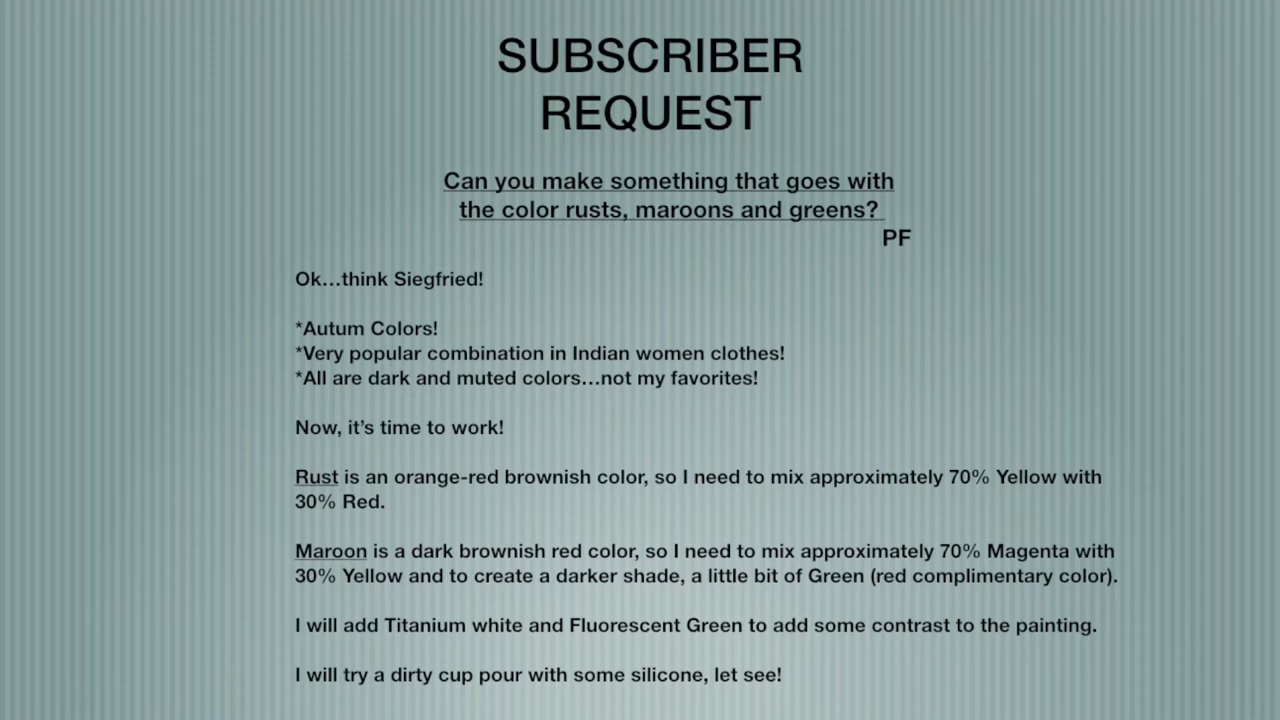 SUBSCRIBER
REQUEST
Can you make something that goes with
the color rusts, maroons and greens?
PF
Ok...think Siegfried!
*Autum Colors!
*Very popular combination in Indian women clothes!
*All are dark and muted colors...not my favorites!
Now, it's time to work!
Rust is an orange-red brownish color, so I need to mix approximately 70% Yellow with
30% Red.
Maroon is a dark brownish red color, so I need to mix approximately 70% Magenta with
30% Yellow and to create a darker shade, a little bit of Green (red complimentary color).
I will add Titanium white and Fluorescent Green to add some contrast to the painting.
I will try a dirty cup pour with some silicone, let see!